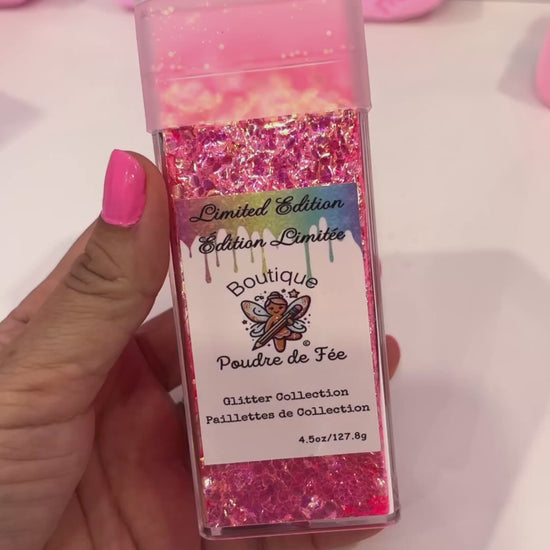 Limited Edition
Édition Limitée
Boutique
©
Poudre de Fée
Glitter Collection
Paillettes de Collection
4.5oz/127.8g